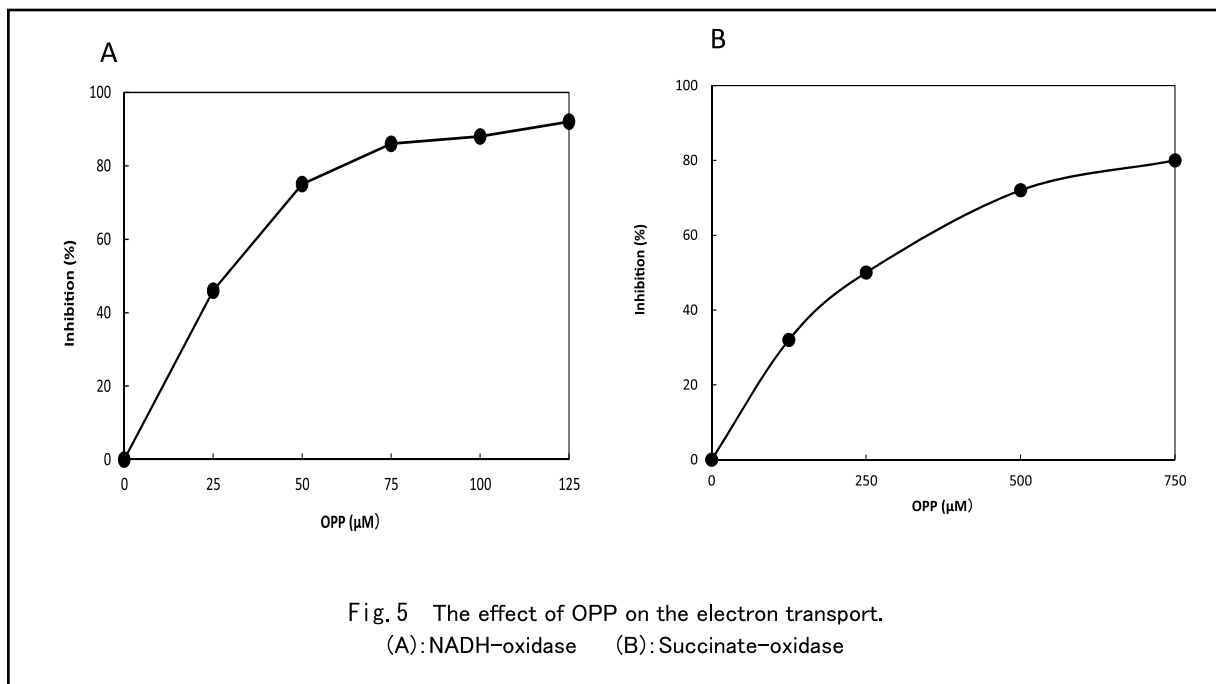 A
100
80
60
40
20
0
Inhibition (%)
0 25 50 75 100 125
OPP (μM)
B
100
80
60
40
20
0
Inhibition (%)
0 250 500 750
OPP (μM)
Fig. 5 The effect of OPP on the electron transport.
(A): NADH-oxidase (B): Succinate-oxidase